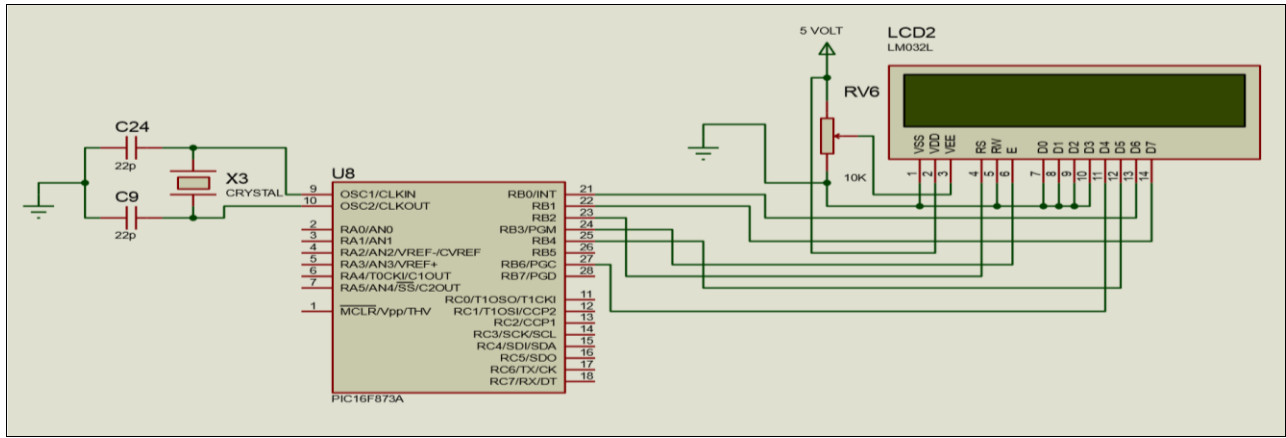 5 VOLT
LCD2
LM032L
RV6
10K
VSS
VDD
VEE
RS
RW
E
D0
D1
D2
D3
D4
D5
D6
D7
1
2
3
4
5
6
7
8
9
10
11
12
13
14
C24
22p
X3
CRYSTAL
C9
22p
U8
9 OSC1/CLKIN RB0/INT 21
10 OSC2/CLKOUT RB1 22
RB2 23
2 RA0/AN0 RB3/PGM 24
3 RA1/AN1 RB4 25
4 RA2/AN2/VREF-/CVREF RB5 26
5 RA3/AN3/VREF+ RB6/PGC 27
6 RA4/T0CKI/C1OUT RB7/PGD 28
7 RA5/AN4/SS/C2OUT
RC0/T1OSO/T1CKI 11
1 MCLR/Vpp/THV RC1/T1OSI/CCP2 12
RC2/CCP1 13
RC3/SCK/SCL 14
RC4/SDI/SDA 15
RC5/SDO 16
RC6/TX/CK 17
RC7/RX/DT 18
PIC16F873A